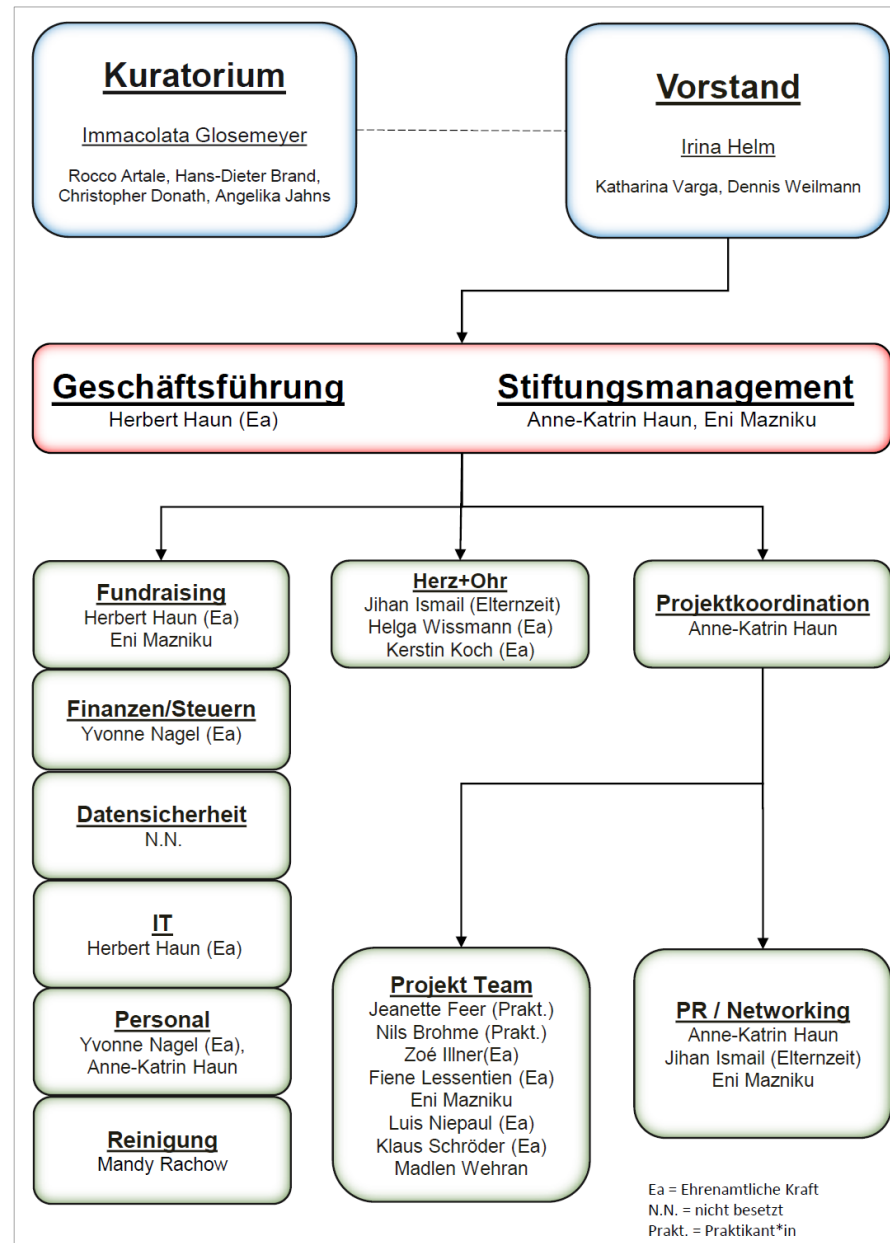 Kuratorium
Immacolata Glosemeyer
Rocco Artale, Hans-Dieter Brand,
Christopher Donath, Angelika Jahns
Vorstand
Irina Helm
Katharina Varga, Dennis Weilmann
Geschäftsführung
Herbert Haun (Ea)
Stiftungsmanagement
Anne-Katrin Haun, Eni Mazniku
Fundraising
Herbert Haun (Ea)
Eni Mazniku
Finanzen/Steuern
Yvonne Nagel (Ea)
Datensicherheit
N.N.
IT
Herbert Haun (Ea)
Personal
Yvonne Nagel (Ea),
Anne-Katrin Haun
Reinigung
Mandy Rachow
Herz+Ohr
Jihan Ismail (Elternzeit)
Helga Wissmann (Ea)
Kerstin Koch (Ea)
Projektkoordination
Anne-Katrin Haun
Projekt Team
Jeanette Feer (Prakt.)
Nils Brohme (Prakt.)
Zoé Illner(Ea)
Fiene Lessentien (Ea)
Eni Mazniku
Luis Niepaul (Ea)
Klaus Schröder (Ea)
Madlen Wehran
PR / Networking
Anne-Katrin Haun
Jihan Ismail (Elternzeit)
Eni Mazniku
Ea = Ehrenamtliche Kraft
N.N. = nicht besetzt
Prakt. = Praktikant*in